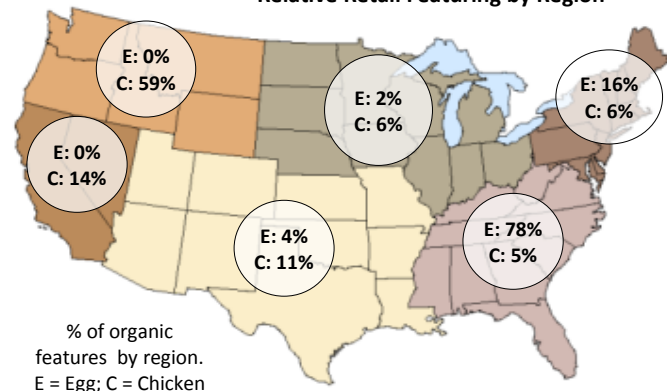 Relative Retail Featuring by Region
E: 0%
C: 59%
E: 2%
C: 6%
E: 16%
C: 6%
E: 0%
C: 14%
E: 4%
C: 11%
E: 78%
C: 5%
% of organic
features by region.
E = Egg; C = Chicken